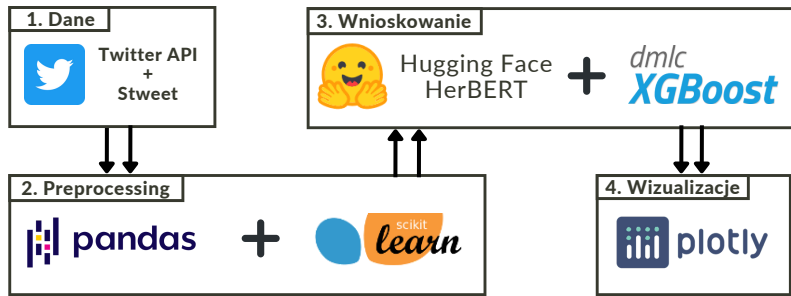 1. Dane
Twitter API
+
Stweet
2. Preprocessing
pandas
+
scikit
learn
3. Wnioskowanie
Hugging Face
HerBERT
+
dmlc
XGBoost
4. Wizualizacje
plotly